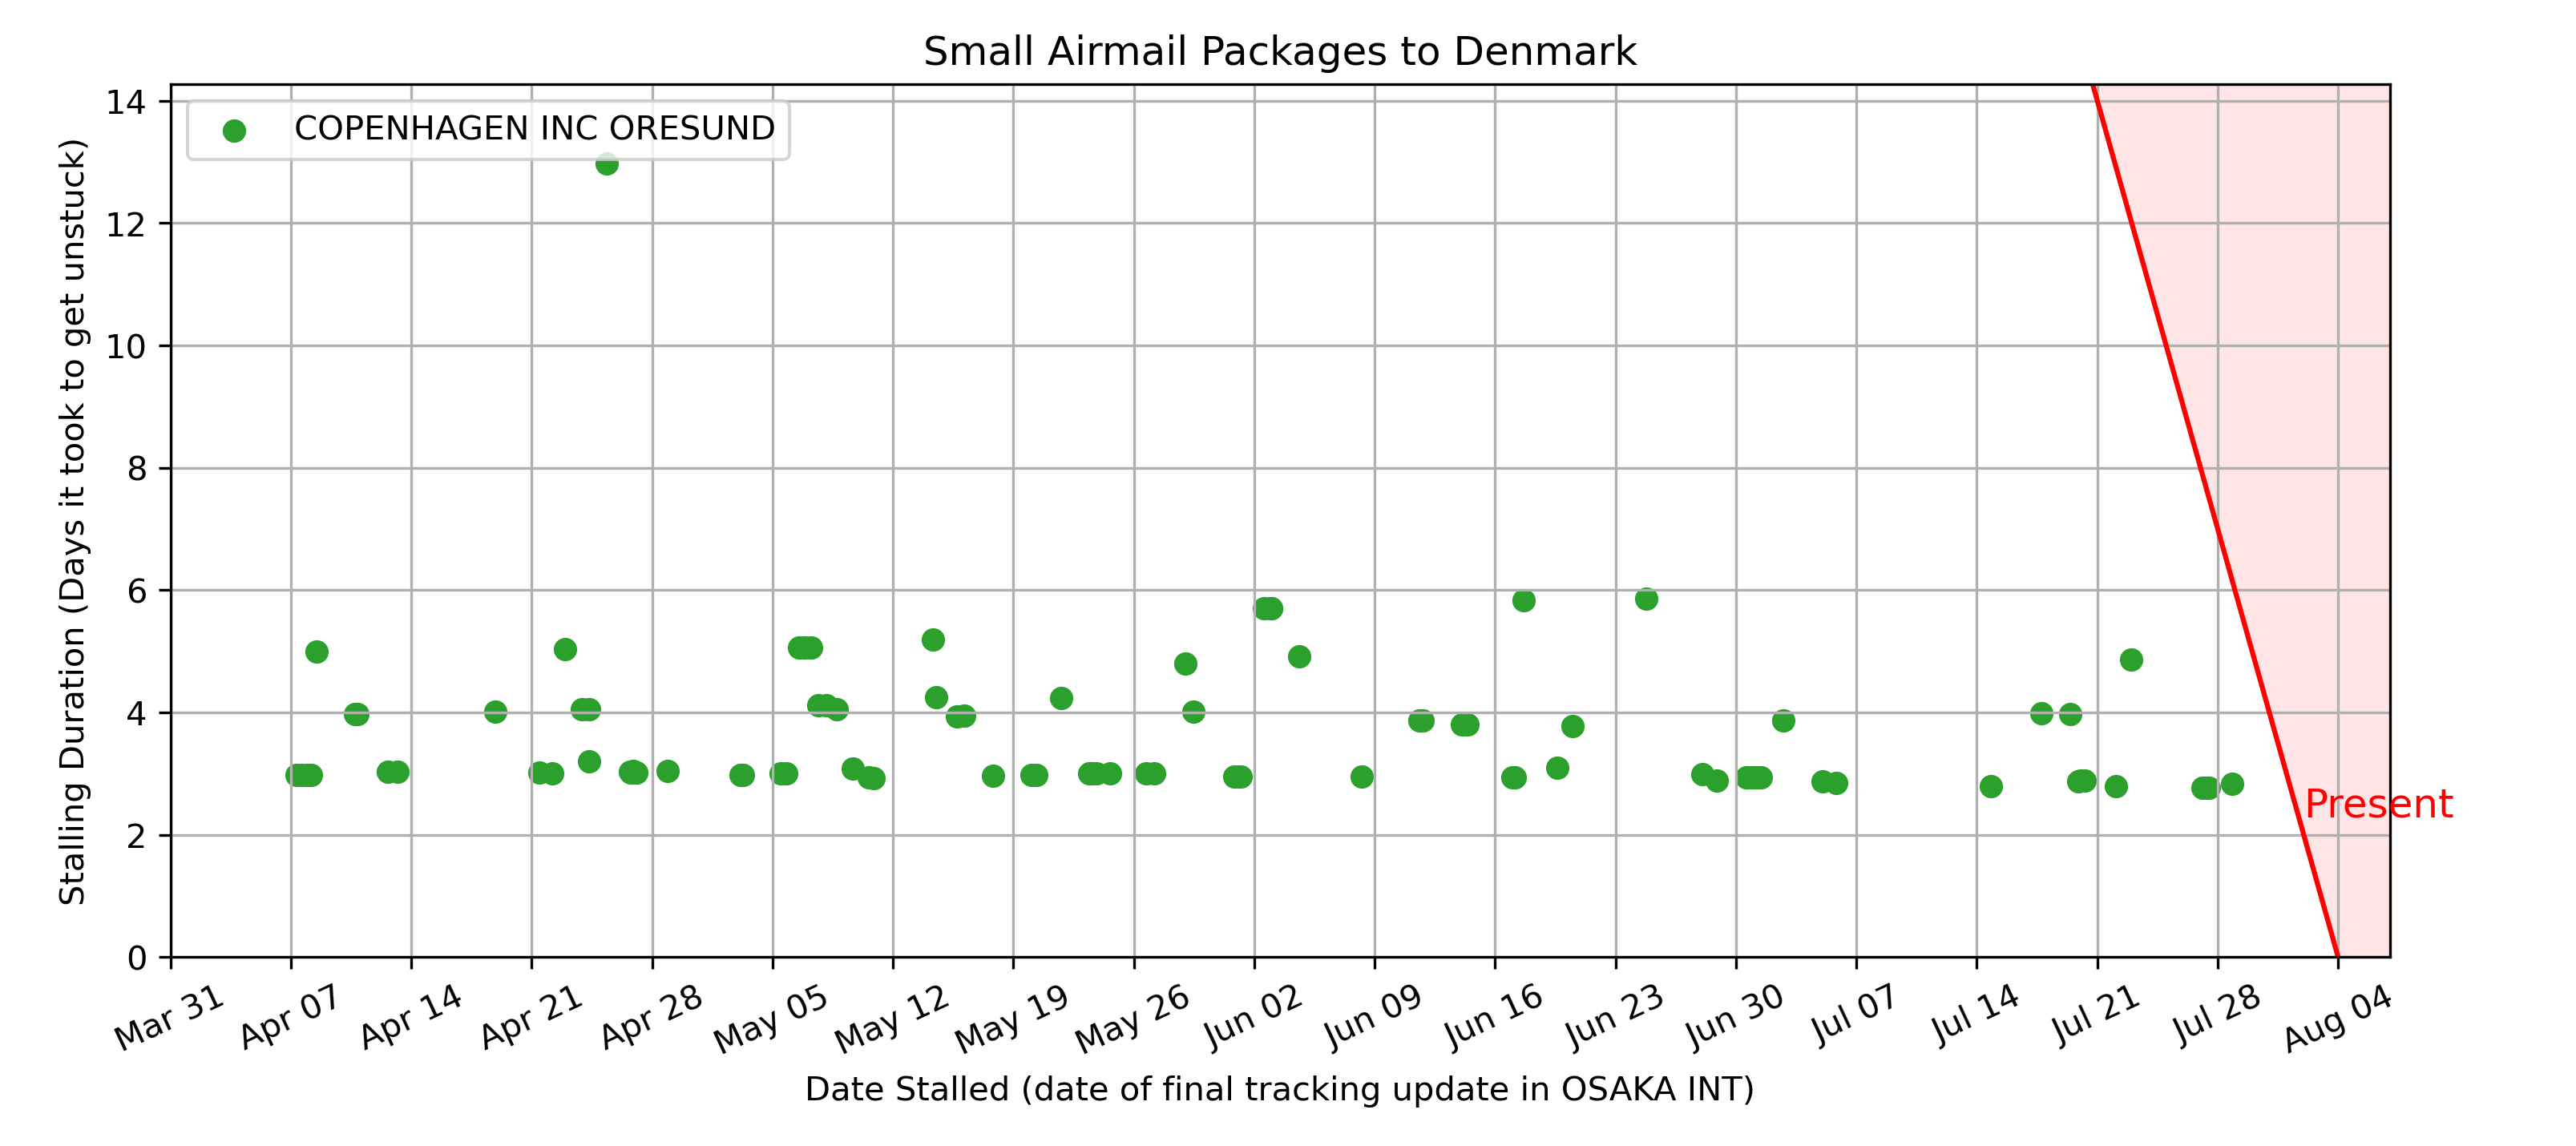 Small Airmail Packages to Denmark
COPENHAGEN INC ORESUND
Stalling Duration (Days it took to get unstuck)
14
12
10
8
6
4
2
0
Present
Mar 31
Apr 07
Apr 14
Apr 21
Apr 28
May 05
May 12
May 19
May 26
Jun 02
Jun 09
Jun 16
Jun 23
Jun 30
Jul 07
Jul 14
Jul 21
Jul 28
Aug 04
Date Stalled (date of final tracking update in OSAKA INT)